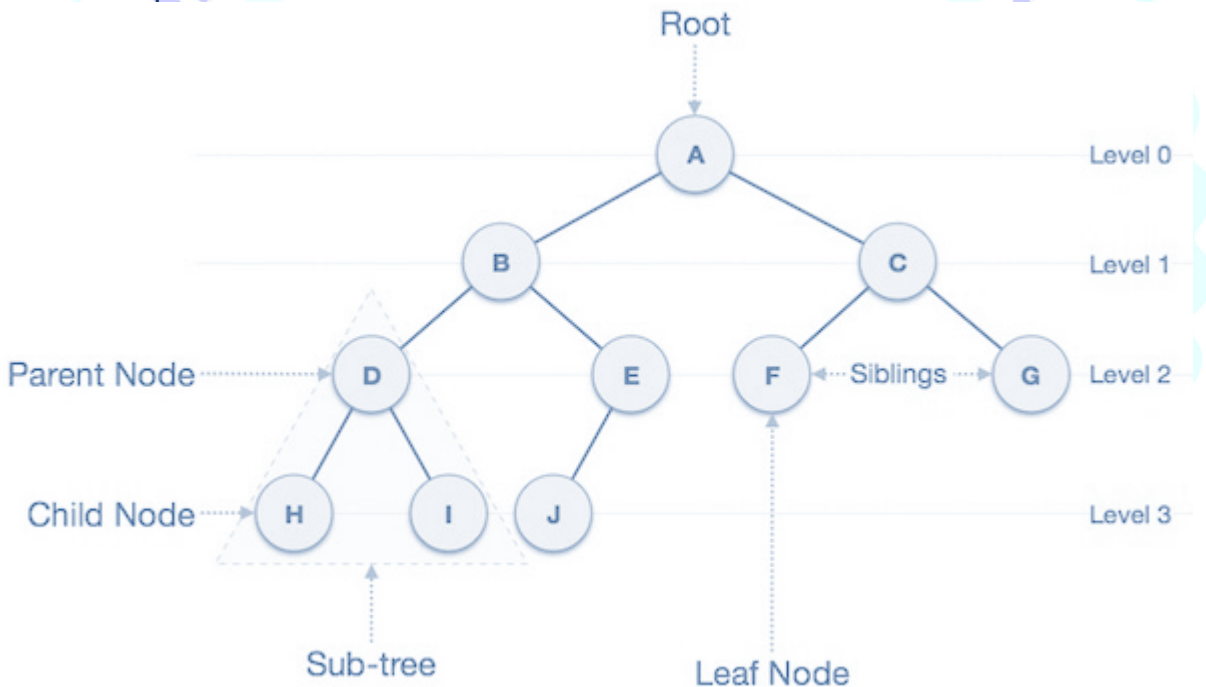 Root
A
Level 0
B
C
Level 1
Parent Node
D
E
F
Siblings
G
Level 2
Child Node
H
I
J
Level 3
Sub-tree
Leaf Node